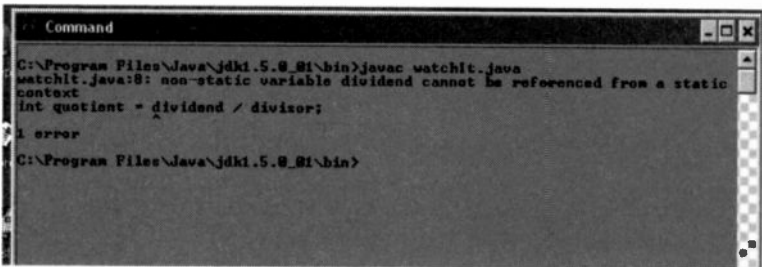 Command
C:\Program Files\Java\jdk1.5.0_01\bin>javac watchIt.java
watchIt.java:8: non-static variable dividend cannot be referenced from a static
context
int quotient = dividend / divisor;
^
1 error
C:\Program Files\Java\jdk1.5.0_01\bin>